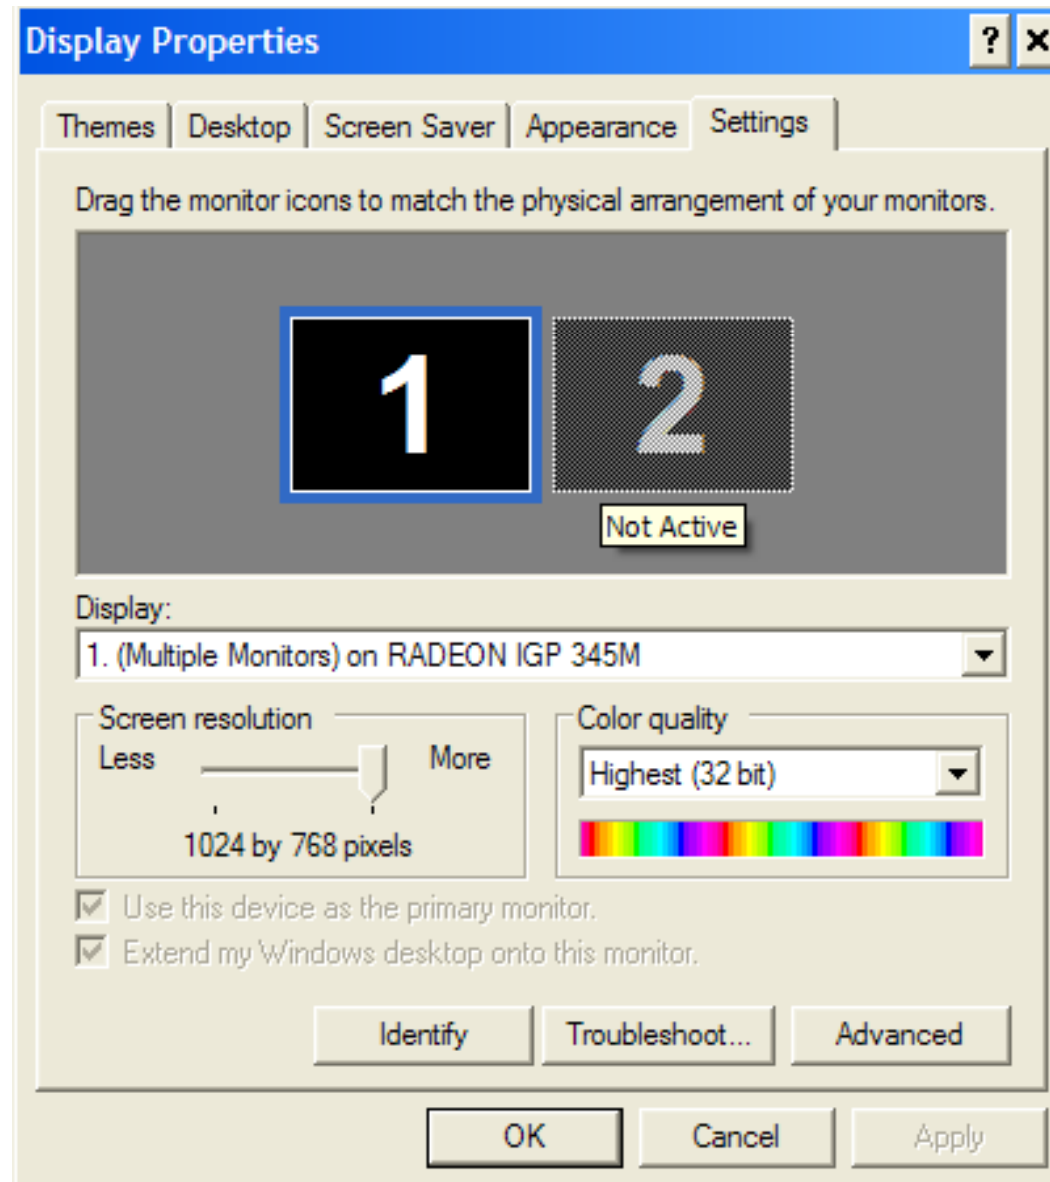 Display Properties
Themes Desktop Screen Saver Appearance Settings
Drag the monitor icons to match the physical arrangement of your monitors.
1 2
Not Active
Display:
1. (Multiple Monitors) on RADEON IGP 345M
Screen resolution
Less More
1024 by 768 pixels
Color quality
Highest (32 bit)
Use this device as the primary monitor.
Extend my Windows desktop onto this monitor.
Identify Troubleshoot... Advanced
OK Cancel Apply